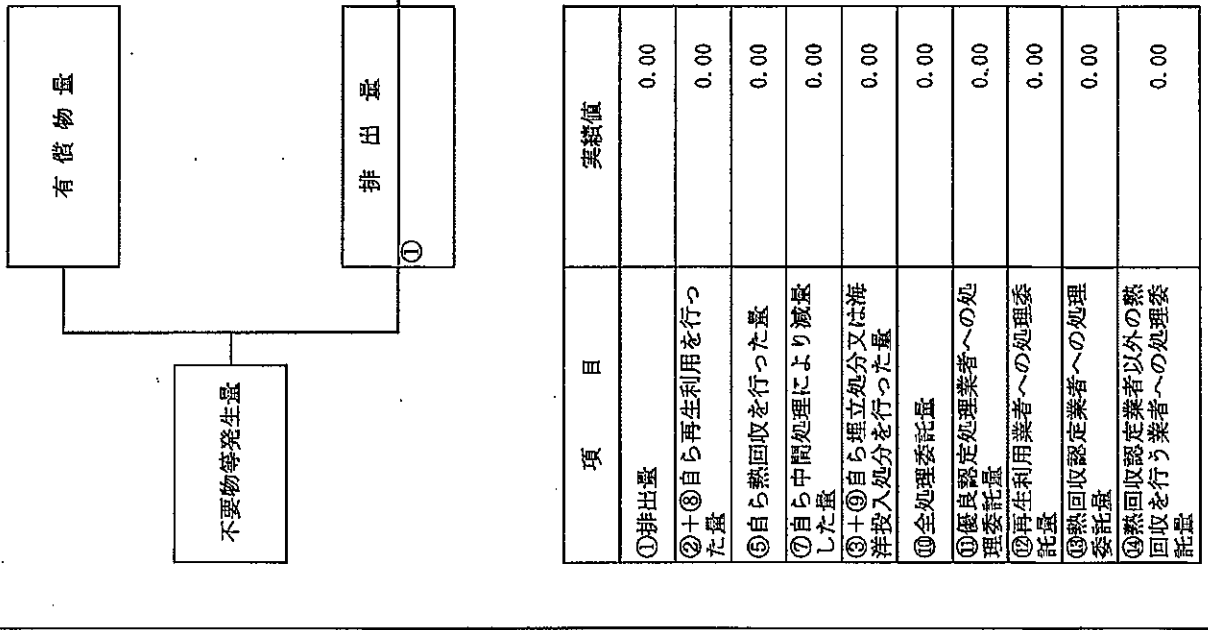 有償物量
不要物等発生量
排出量
①
項目
実績値
①排出量
0.00
②+⑧自ら再生利用を行っ
た量
0.00
⑤自ら熱回収を行った量
0.00
⑦自ら中間処理により減量
した量
0.00
③+⑨自ら埋立処分又は海
洋投入処分を行った量
0.00
⑩全処理委託量
0.00
⑪優良認定処理業者への処
理委託量
0.00
⑫再生利用業者への処理委
託量
0.00
⑬熱回収認定業者への処理
委託量
0.00
⑭熱回収認定業者以外の熱
回収を行う業者への処理委
託量
0.00